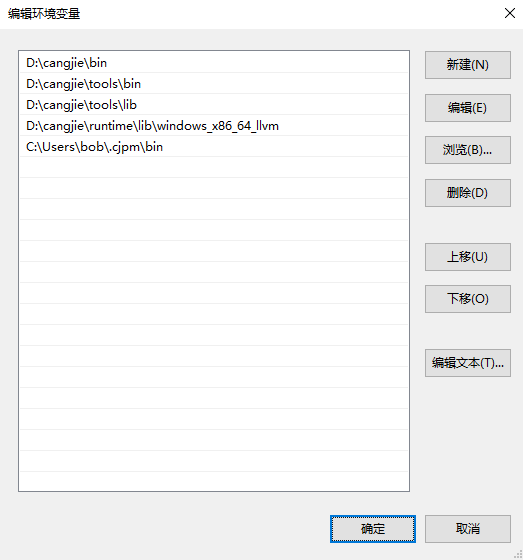 编辑环境变量
D:\cangjie\bin
D:\cangjie\tools\bin
D:\cangjie\tools\lib
D:\cangjie\runtime\lib\windows_x86_64_llvm
C:\Users\bob\.cjpm\bin
新建(N)
编辑(E)
浏览(B)...
删除(D)
上移(U)
下移(O)
编辑文本(T)...
确定
取消